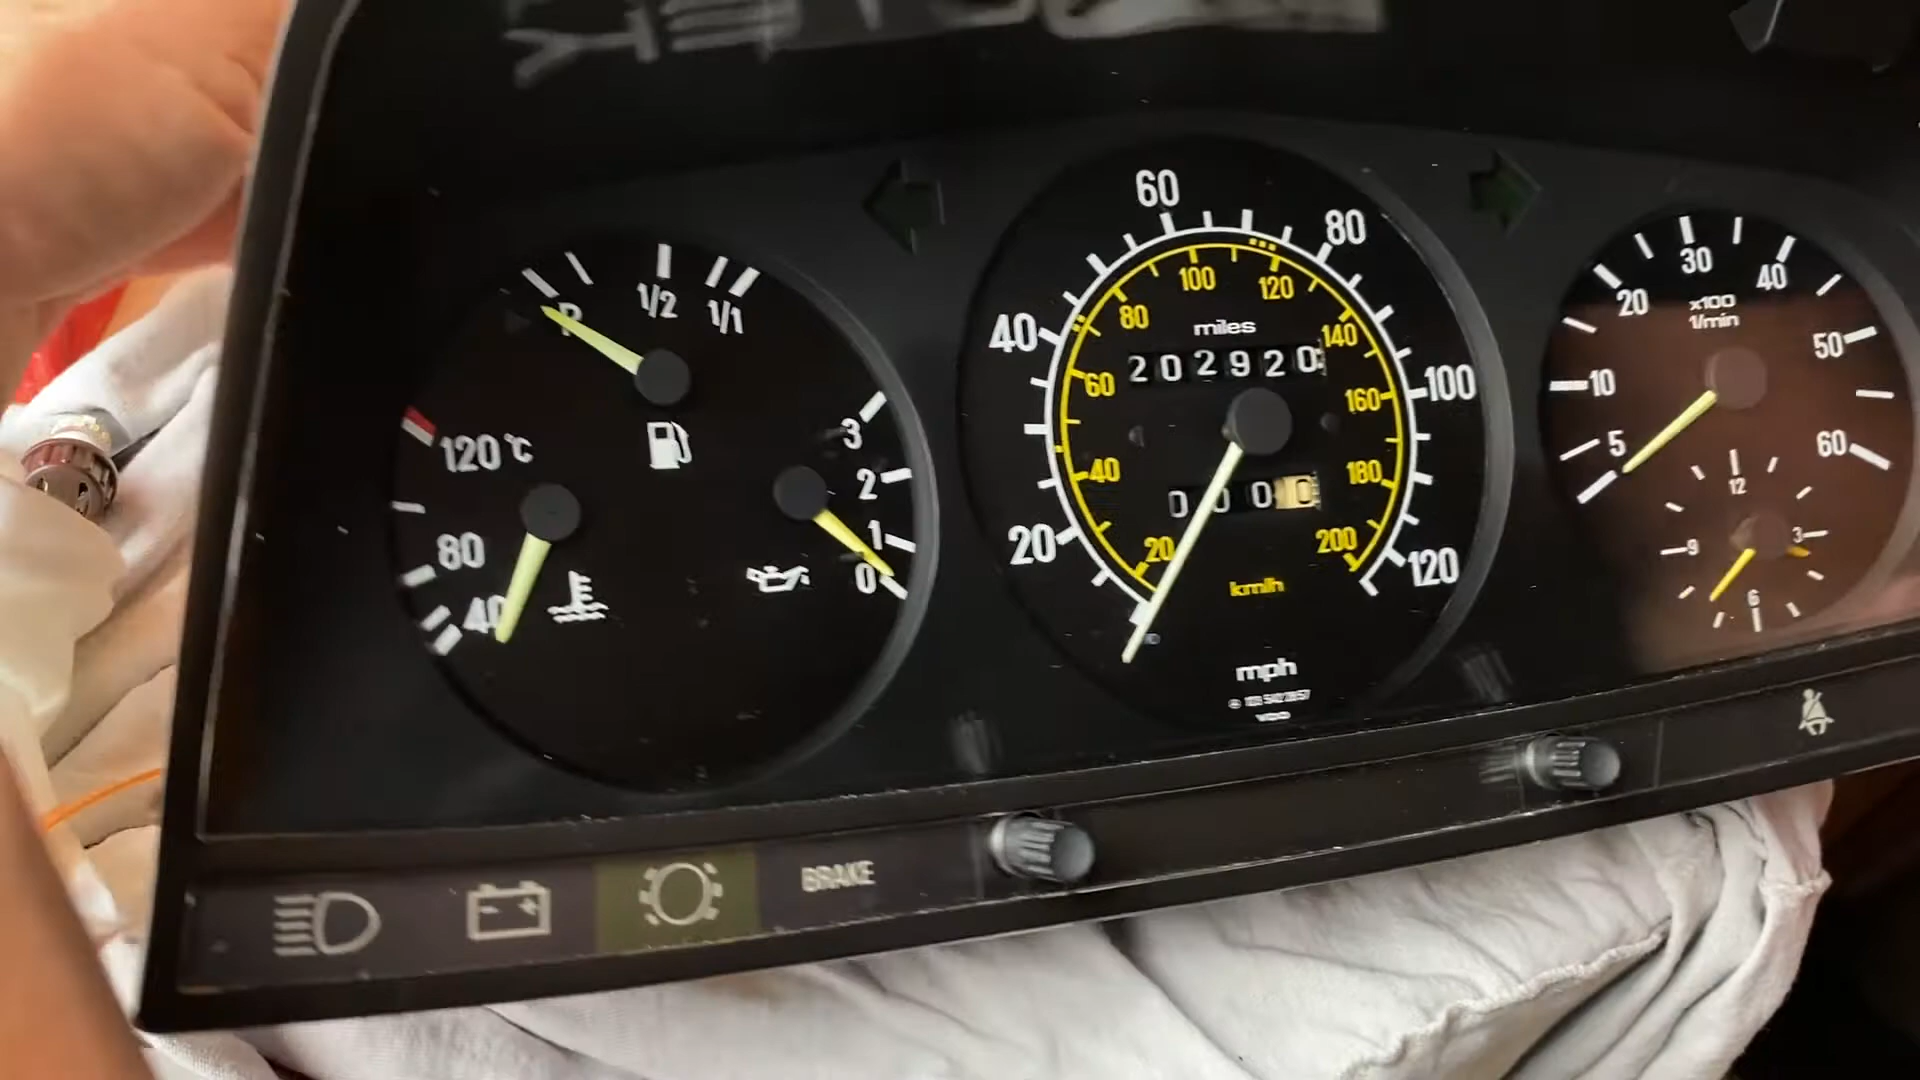 R 1/2 1/1
120 °C
80
40
3
2
1
0
20 40 60 80 100 120
20 40 60 80 100 120 140 160 180 200
miles
202920
0000
km/h
mph
VDO
5 10 20 30 40 50 60
x100
1/min
12
3
6
9
BRAKE